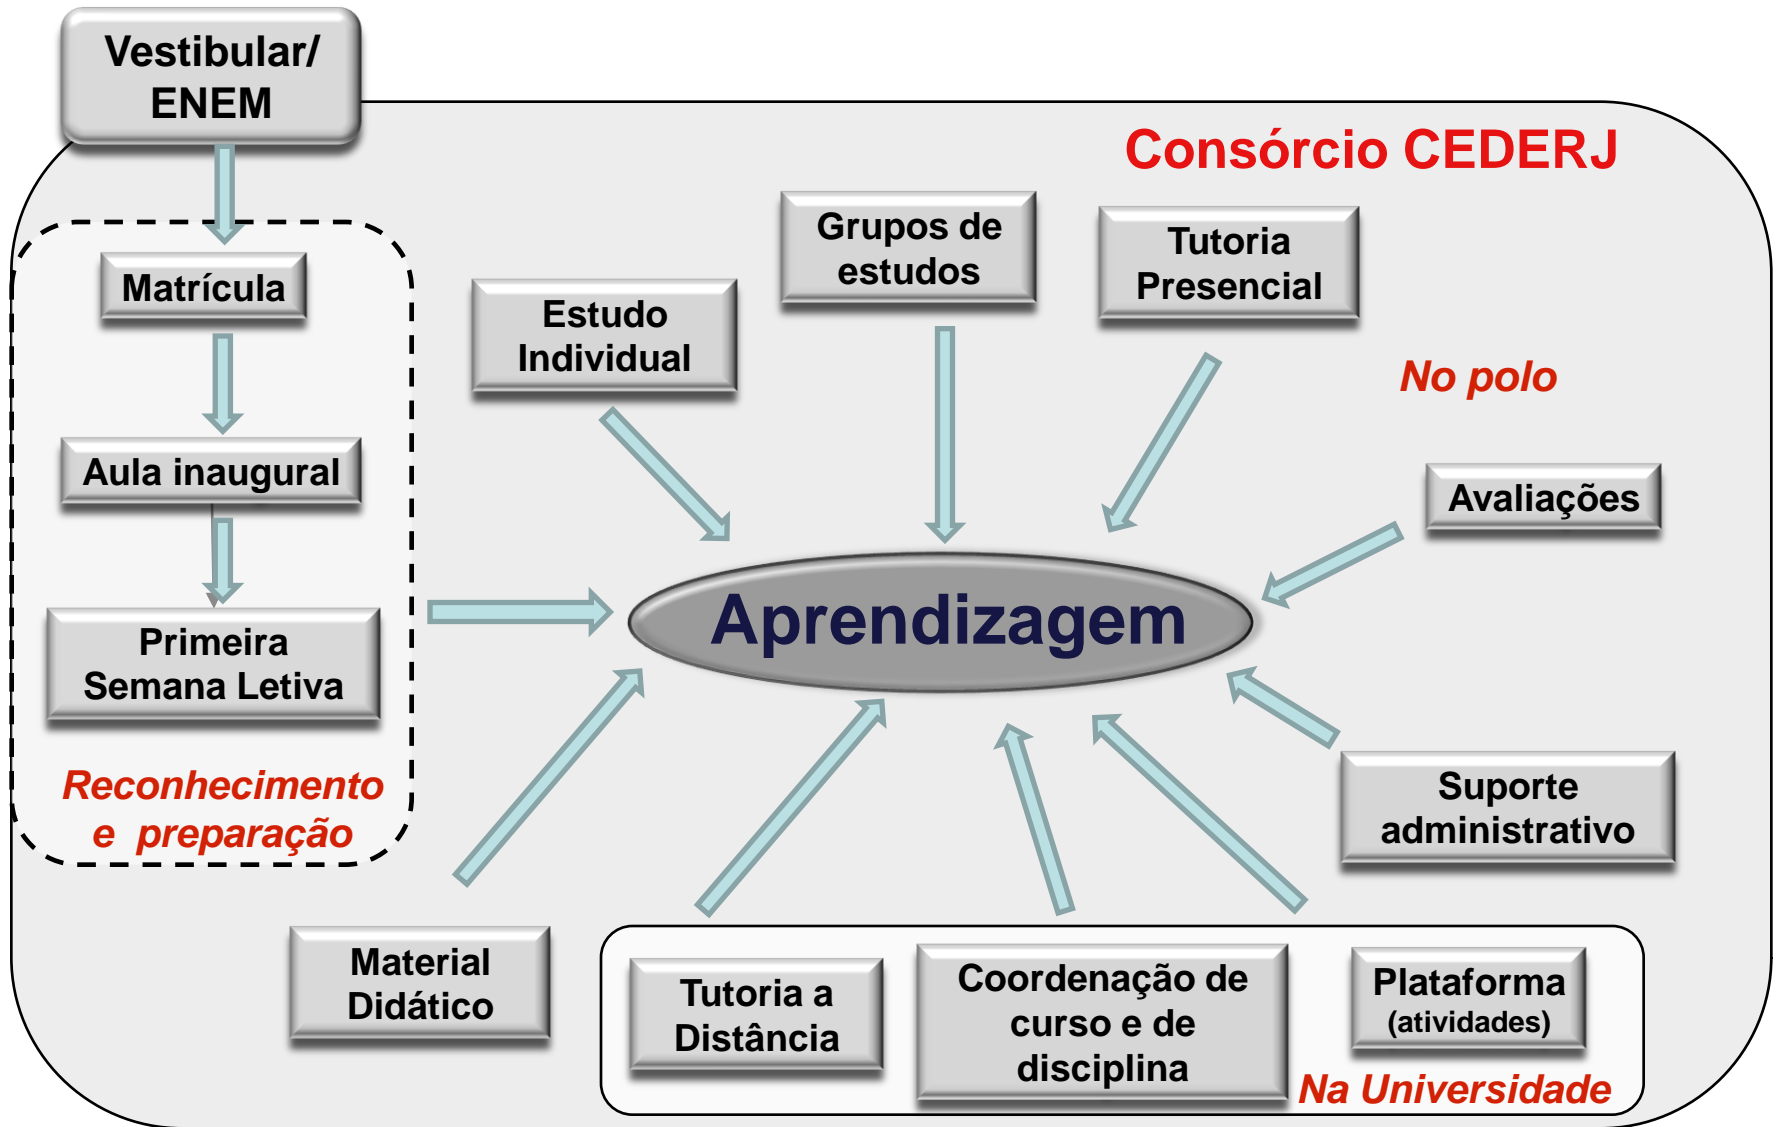 Vestibular/
ENEM
Consórcio CEDERJ
Matrícula
Aula inaugural
Primeira
Semana Letiva
Reconhecimento
e preparação
Estudo
Individual
Grupos de
estudos
Tutoria
Presencial
No polo
Avaliações
Aprendizagem
Suporte
administrativo
Material
Didático
Tutoria a
Distância
Coordenação de
curso e de
disciplina
Plataforma
(atividades)
Na Universidade